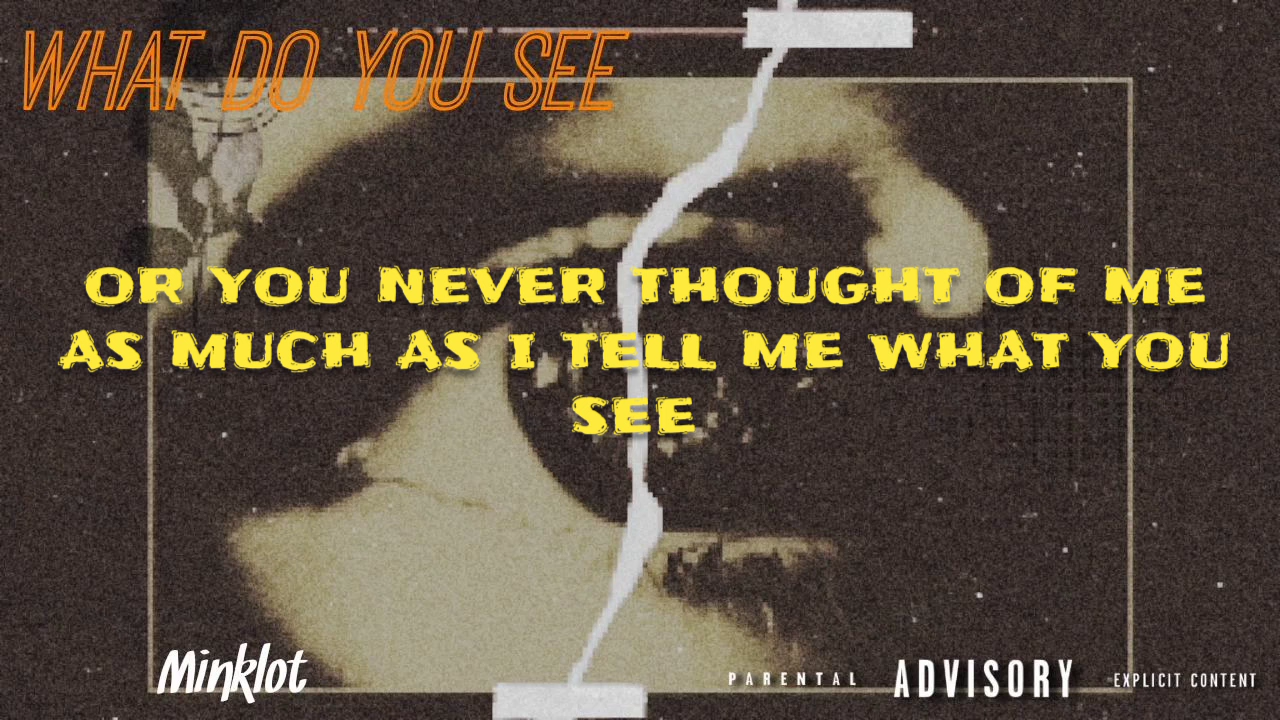 WHAT DO YOU SEE
OR YOU NEVER THOUGHT OF ME
AS MUCH AS I TELL ME WHAT YOU
SEE
Minklot
PARENTAL ADVISORY EXPLICIT CONTENT